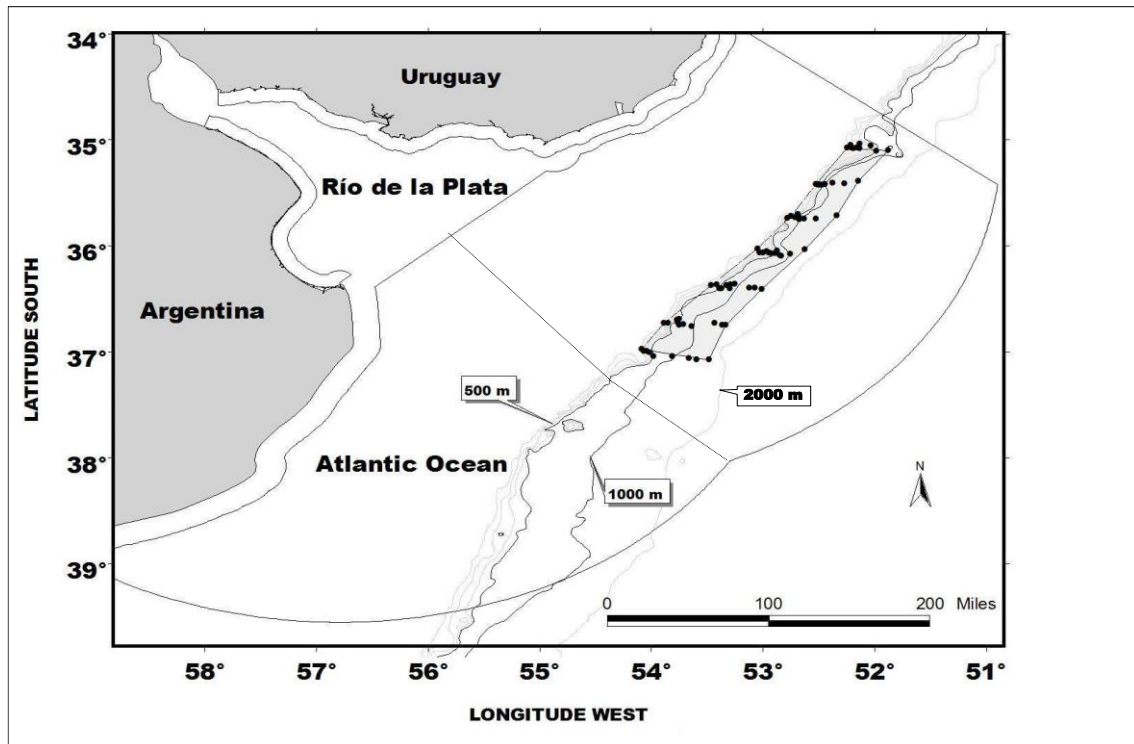 34°
35°
36°
37°
38°
39°
LATITUDE SOUTH
Uruguay
Río de la Plata
Argentina
500 m
2000 m
Atlantic Ocean
1000 m
N
0 100 200 Miles
58° 57° 56° 55° 54° 53° 52° 51°
LONGITUDE WEST